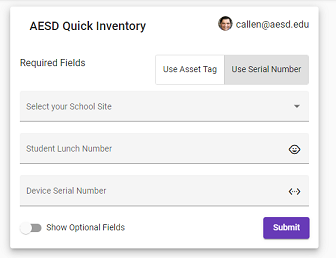 AESD Quick Inventory
callen@aesd.edu
Required Fields
Use Asset Tag
Use Serial Number
Select your School Site
Student Lunch Number
Device Serial Number
Show Optional Fields
Submit